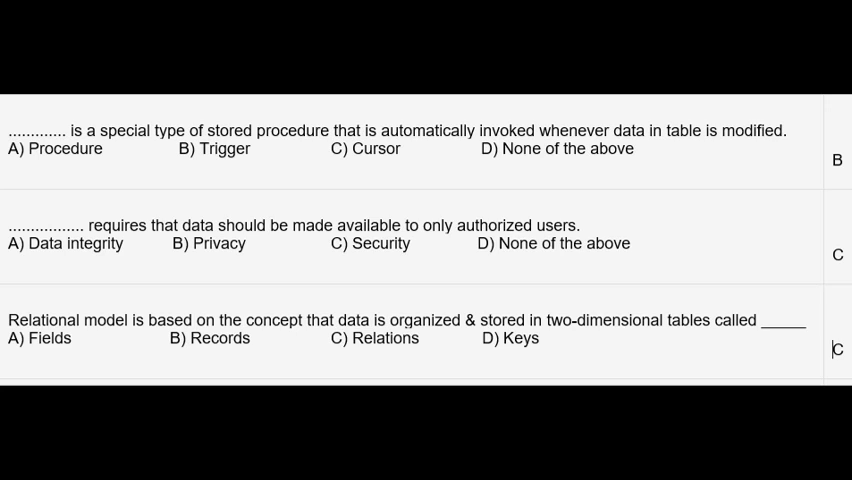 ............. is a special type of stored procedure that is automatically invoked whenever data in table is modified.
A) Procedure B) Trigger C) Cursor D) None of the above
B
................. requires that data should be made available to only authorized users.
A) Data integrity B) Privacy C) Security D) None of the above
C
Relational model is based on the concept that data is organized & stored in two-dimensional tables called _____
A) Fields B) Records C) Relations D) Keys
C